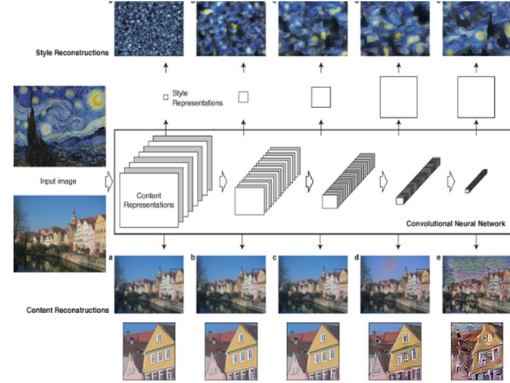 a b c d e
Style Reconstructions
Style
Representations
Input image
Content
Representations
Convolutional Neural Network
a b c d e
Content Reconstructions